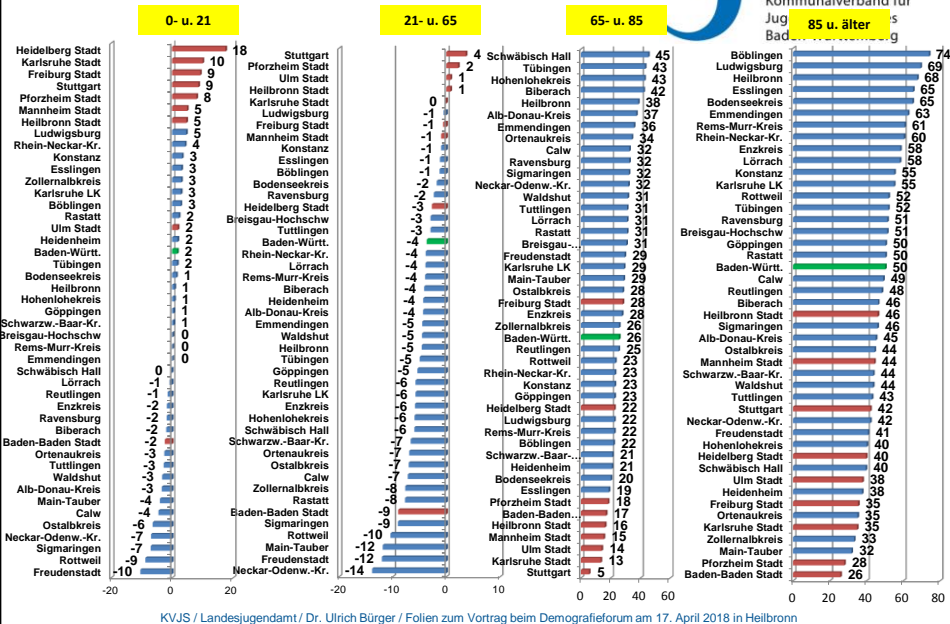 Kommunalverband für
0- u. 21
21- u. 65
65- u. 85
85 u. älter
Heidelberg Stadt 18
Karlsruhe Stadt 10
Freiburg Stadt 9
Stuttgart 9
Pforzheim Stadt 8
Mannheim Stadt 5
Heilbronn Stadt 5
Ludwigsburg 5
Rhein-Neckar-Kr. 4
Konstanz 3
Esslingen 3
Zollernalbkreis 3
Karlsruhe LK 3
Böblingen 3
Rastatt 2
Ulm Stadt 2
Heidenheim 2
Baden-Württ. 2
Tübingen 2
Bodenseekreis 1
Heilbronn 1
Hohenlohekreis 1
Göppingen 1
Schwarzw.-Baar-Kr. 1
Breisgau-Hochschw 0
Rems-Murr-Kreis 0
Emmendingen 0
Schwäbisch Hall 0
Lörrach -1
Reutlingen -1
Enzkreis -2
Ravensburg -2
Biberach -2
Baden-Baden Stadt -2
Ortenaukreis -3
Tuttlingen -3
Waldshut -3
Alb-Donau-Kreis -3
Main-Tauber -4
Calw -4
Ostalbkreis -6
Neckar-Odenw.-Kr. -7
Sigmaringen -7
Rottweil -9
Freudenstadt -10
-20 0 20
Stuttgart 4
Pforzheim Stadt 2
Ulm Stadt 1
Heilbronn Stadt 1
Karlsruhe Stadt 0
Ludwigsburg -1
Freiburg Stadt -1
Mannheim Stadt -1
Konstanz -1
Esslingen -1
Böblingen -1
Bodenseekreis -2
Ravensburg -2
Heidelberg Stadt -3
Breisgau-Hochschw -3
Tuttlingen -3
Baden-Württ. -4
Rhein-Neckar-Kr. -4
Lörrach -4
Rems-Murr-Kreis -4
Biberach -4
Heidenheim -4
Alb-Donau-Kreis -4
Emmendingen -5
Waldshut -5
Heilbronn -5
Tübingen -5
Göppingen -5
Reutlingen -6
Karlsruhe LK -6
Enzkreis -6
Hohenlohekreis -6
Schwäbisch Hall -6
Schwarzw.-Baar-Kr. -7
Ortenaukreis -7
Ostalbkreis -7
Calw -7
Zollernalbkreis -8
Rastatt -8
Baden-Baden Stadt -9
Sigmaringen -9
Rottweil -10
Main-Tauber -12
Freudenstadt -12
Neckar-Odenw.-Kr. -14
-20 -10 0 10
Schwäbisch Hall 45
Tübingen 43
Hohenlohekreis 43
Biberach 42
Heilbronn 38
Alb-Donau-Kreis 37
Emmendingen 36
Ortenaukreis 34
Calw 32
Ravensburg 32
Sigmaringen 32
Neckar-Odenw.-Kr. 32
Waldshut 31
Tuttlingen 31
Lörrach 31
Rastatt 31
Breisgau-... 31
Freudenstadt 29
Karlsruhe LK 29
Main-Tauber 29
Ostalbkreis 28
Freiburg Stadt 28
Enzkreis 28
Zollernalbkreis 26
Baden-Württ. 26
Reutlingen 25
Rottweil 23
Rhein-Neckar-Kr. 23
Konstanz 23
Göppingen 23
Heidelberg Stadt 22
Ludwigsburg 22
Rems-Murr-Kreis 22
Böblingen 22
Schwarzw.-Baar-... 21
Heidenheim 21
Bodenseekreis 20
Esslingen 19
Pforzheim Stadt 18
Badem-Baden... 17
Heilbronn Stadt 16
Mannheim Stadt 15
Ulm Stadt 14
Karlsruhe Stadt 13
Stuttgart 5
0 20 40 60
Böblingen 74
Ludwigsburg 69
Heilbronn 68
Esslingen 65
Bodenseekreis 65
Emmendingen 63
Rems-Murr-Kreis 61
Rhein-Neckar-Kr. 60
Enzkreis 58
Lörrach 58
Konstanz 55
Karlsruhe LK 55
Rottweil 52
Tübingen 52
Ravensburg 51
Breisgau-Hochschw 51
Göppingen 50
Rastatt 50
Baden-Württ. 50
Calw 49
Reutlingen 48
Biberach 46
Heilbronn Stadt 46
Sigmaringen 46
Alb-Donau-Kreis 45
Ostalbkreis 44
Mannheim Stadt 44
Schwarzw.-Baar-Kr. 44
Waldshut 44
Tuttlingen 43
Stuttgart 42
Neckar-Odenw.-Kr. 42
Freudenstadt 41
Hohenlohekreis 40
Heidelberg Stadt 40
Schwäbisch Hall 40
Ulm Stadt 38
Heidenheim 38
Freiburg Stadt 35
Ortenaukreis 35
Karlsruhe Stadt 35
Zollernalbkreis 33
Main-Tauber 32
Pforzheim Stadt 28
Baden-Baden Stadt 26
0 20 40 60 80
KVJS / Landesjugendamt / Dr. Ulrich Bürger / Folien zum Vortrag beim Demografieforum am 17. April 2018 in Heilbronn